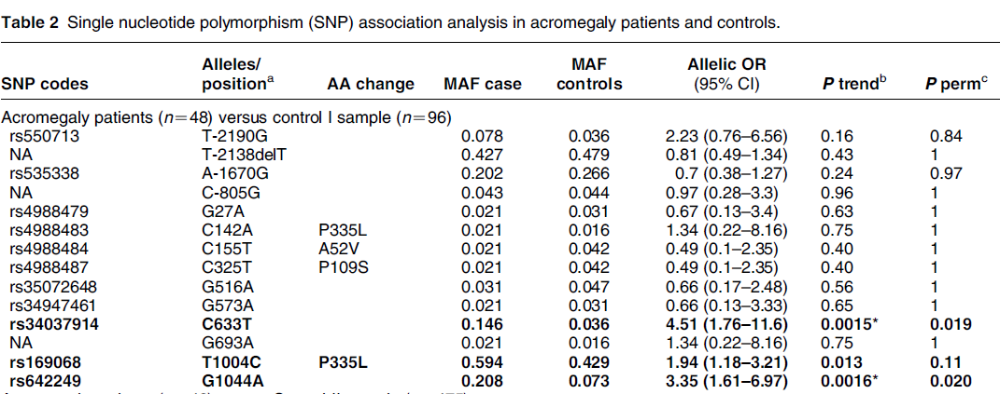 Table 2 Single nucleotide polymorphism (SNP) association analysis in acromegaly patients and controls.
Alleles/ MAF Allelic OR
SNP codes positionᵃ AA change MAF case controls (95% CI) P trendᵇ P permᶜ
Acromegaly patients (n=48) versus control I sample (n=96)
rs550713 T-2190G 0.078 0.036 2.23 (0.76–6.56) 0.16 0.84
NA T-2138delT 0.427 0.479 0.81 (0.49–1.34) 0.43 1
rs535338 A-1670G 0.202 0.266 0.7 (0.38–1.27) 0.24 0.97
NA C-805G 0.043 0.044 0.97 (0.28–3.3) 0.96 1
rs4988479 G27A 0.021 0.031 0.67 (0.13–3.4) 0.63 1
rs4988483 C142A P335L 0.021 0.016 1.34 (0.22–8.16) 0.75 1
rs4988484 C155T A52V 0.021 0.042 0.49 (0.1–2.35) 0.40 1
rs4988487 C325T P109S 0.021 0.042 0.49 (0.1–2.35) 0.40 1
rs35072648 G516A 0.031 0.047 0.66 (0.17–2.48) 0.56 1
rs34947461 G573A 0.021 0.031 0.66 (0.13–3.33) 0.65 1
rs34037914 C633T 0.146 0.036 4.51 (1.76–11.6) 0.0015* 0.019
NA G693A 0.021 0.016 1.34 (0.22–8.16) 0.75 1
rs169068 T1004C P335L 0.594 0.429 1.94 (1.18–3.21) 0.013 0.11
rs642249 G1044A 0.208 0.073 3.35 (1.61–6.97) 0.0016* 0.020